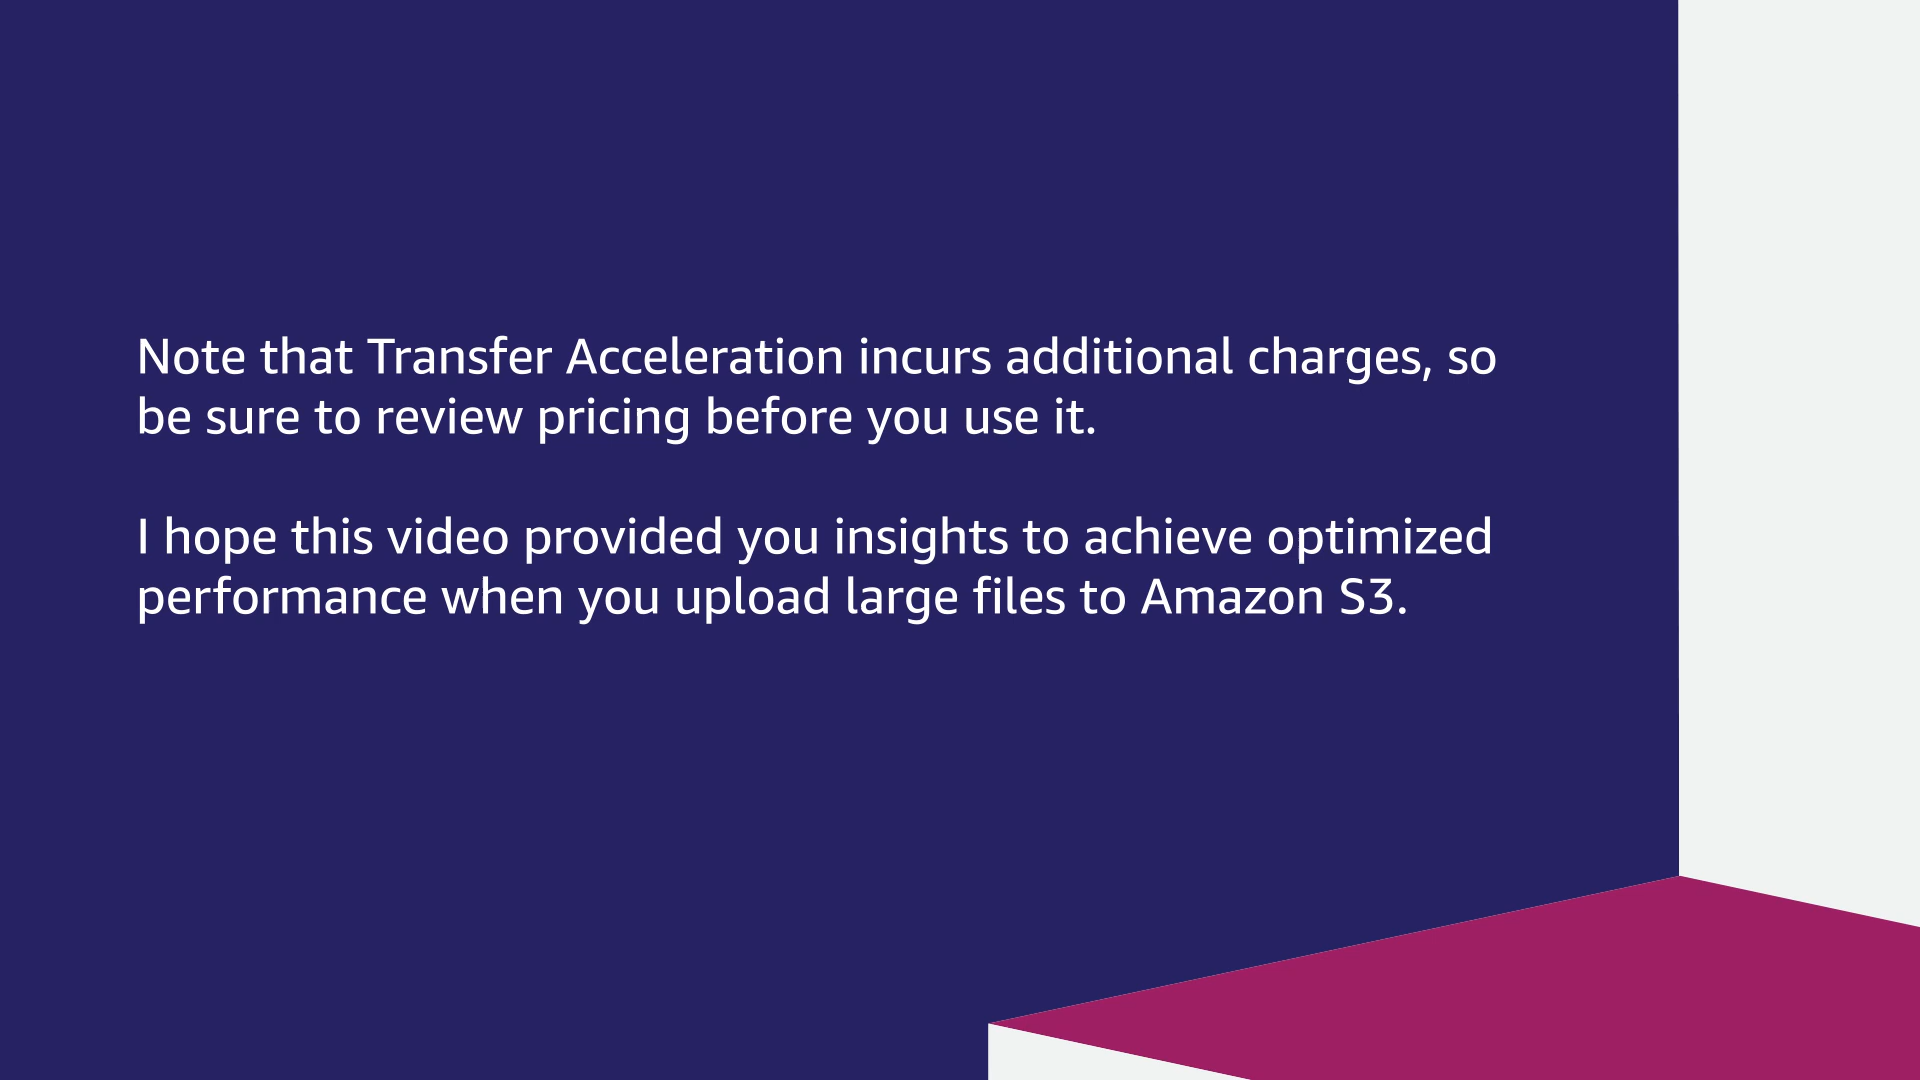 Note that Transfer Acceleration incurs additional charges, so
be sure to review pricing before you use it.
I hope this video provided you insights to achieve optimized
performance when you upload large files to Amazon S3.